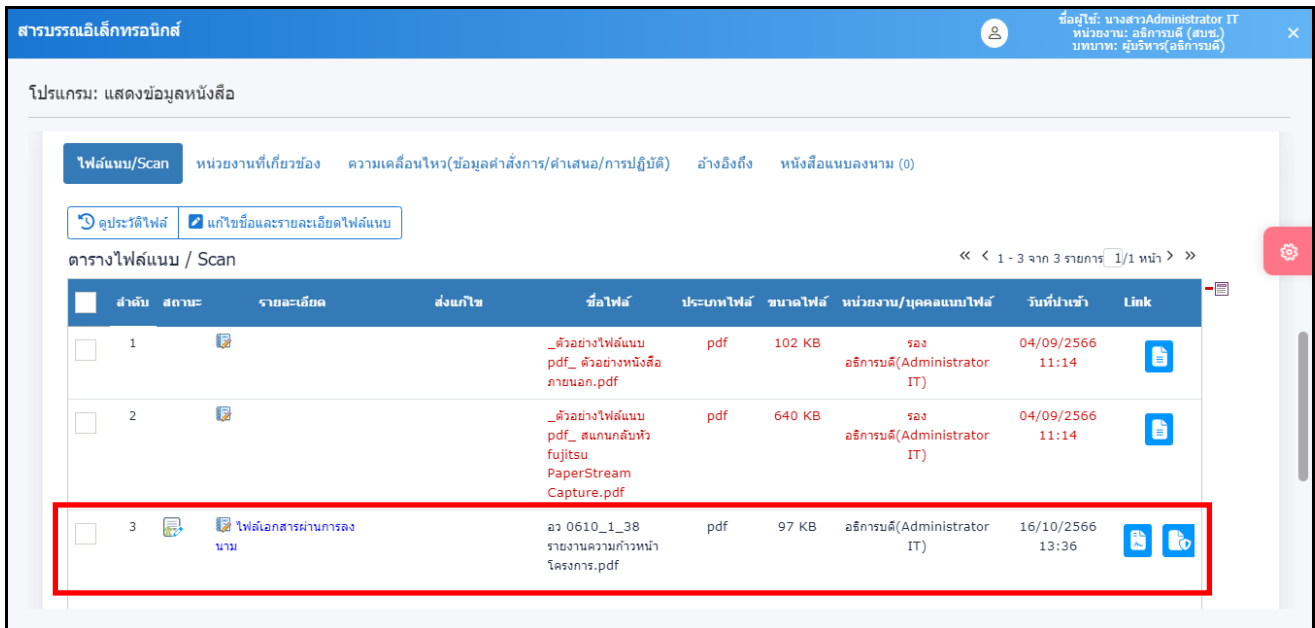 สารบรรณอิเล็กทรอนิกส์
ชื่อผู้ใช้: นางสาวAdministrator IT
หน่วยงาน: อธิการบดี (สบช.)
บทบาท: ผู้บริหาร(อธิการบดี)
โปรแกรม: แสดงข้อมูลหนังสือ
ไฟล์แนบ/Scan หน่วยงานที่เกี่ยวข้อง ความเคลื่อนไหว(ข้อมูลคำสั่งการ/คำเสนอ/การปฏิบัติ) อ้างอิงถึง หนังสือแนบลงนาม (0)
ดูประวัติไฟล์ แก้ไขชื่อและรายละเอียดไฟล์แนบ
ตารางไฟล์แนบ / Scan
1 - 3 จาก 3 รายการ 1/1 หน้า
ลำดับ สถานะ รายละเอียด ส่งแก้ไข ชื่อไฟล์ ประเภทไฟล์ ขนาดไฟล์ หน่วยงาน/บุคคลแนบไฟล์ วันที่นำเข้า Link
1 _ตัวอย่างไฟล์แนบ pdf 102 KB รอง 04/09/2566
pdf_ ตัวอย่างหนังสือ อธิการบดี(Administrator 11:14
ภายนอก.pdf IT)
2 _ตัวอย่างไฟล์แนบ pdf 640 KB รอง 04/09/2566
pdf_ สแกนกลับหัว อธิการบดี(Administrator 11:14
fujitsu IT)
PaperStream
Capture.pdf
3 ไฟล์เอกสารผ่านการลง อว 0610_1_38 pdf 97 KB อธิการบดี(Administrator 16/10/2566
นาม รายงานความก้าวหน้า IT) 13:36
โครงการ.pdf